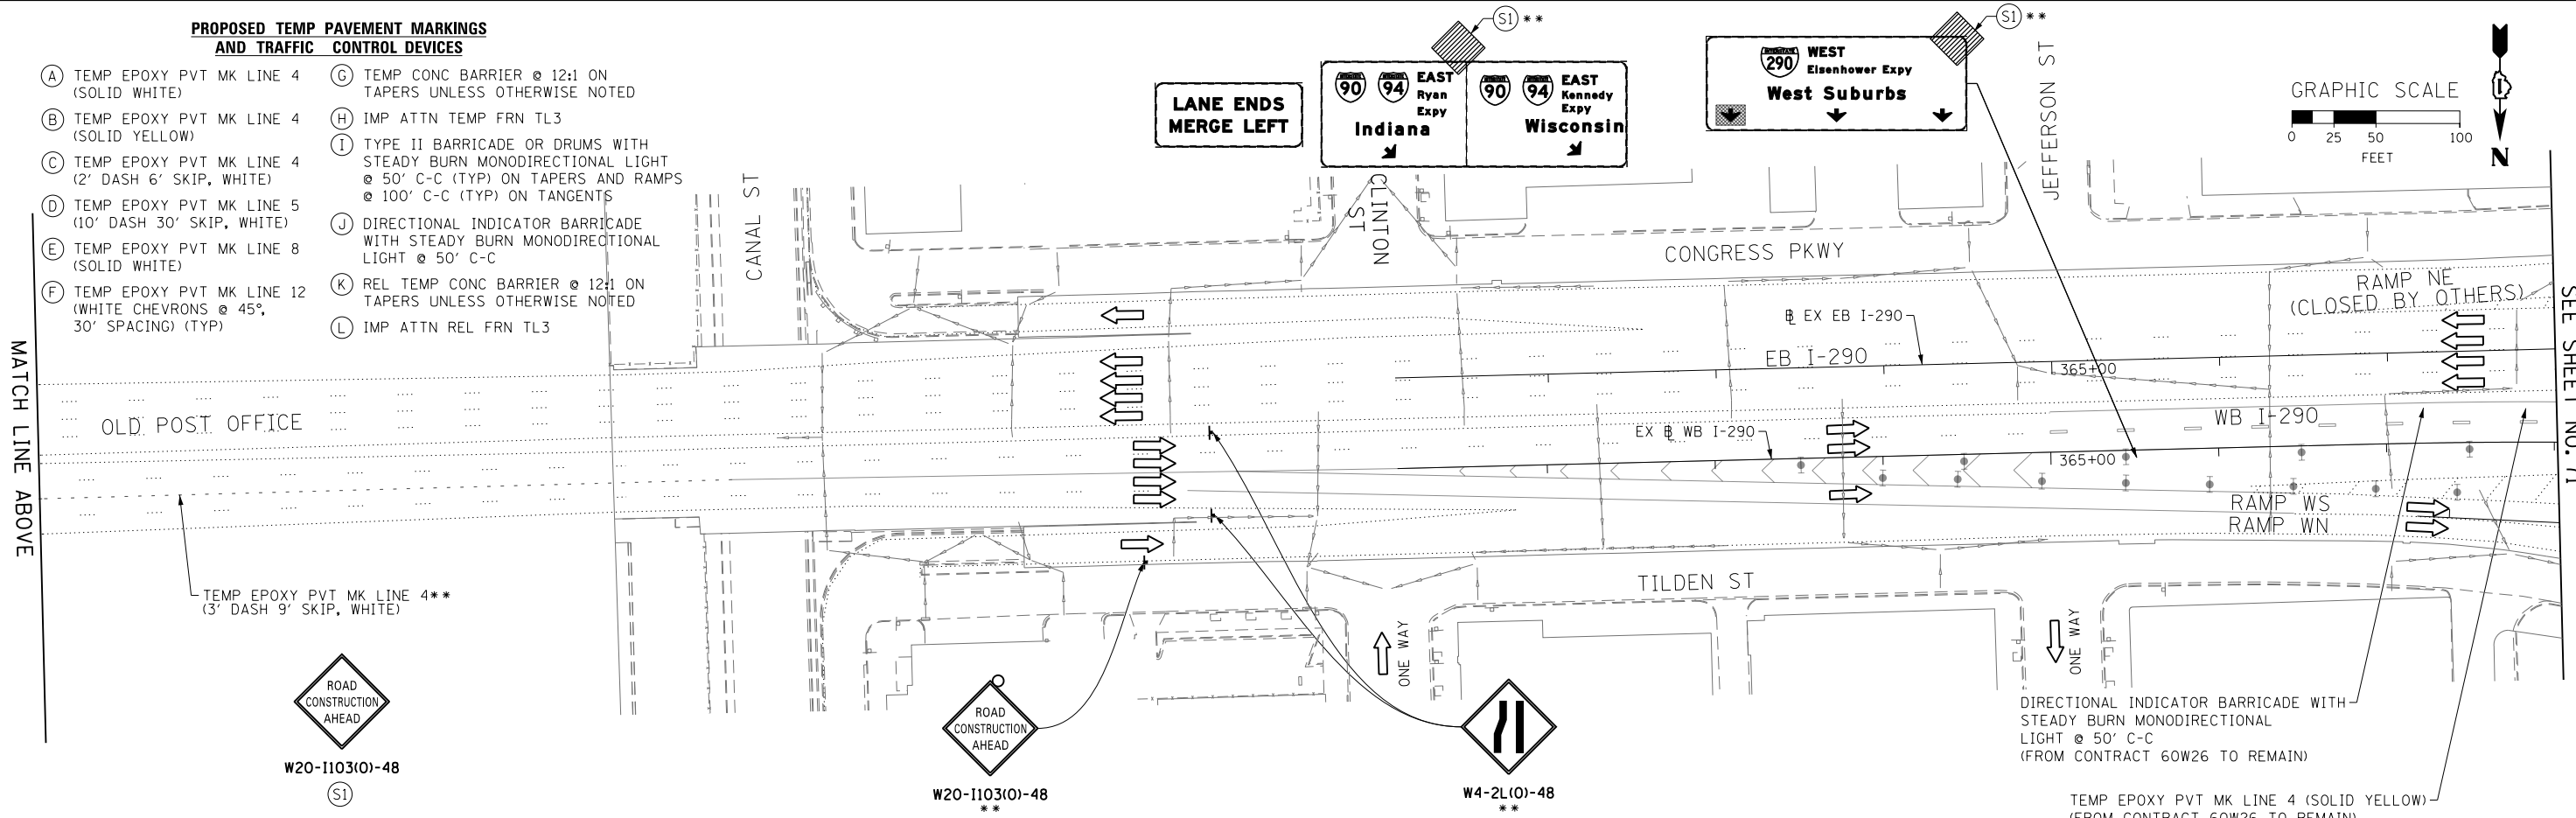 PROPOSED TEMP PAVEMENT MARKINGS
AND TRAFFIC CONTROL DEVICES
A TEMP EPOXY PVT MK LINE 4
(SOLID WHITE)
B TEMP EPOXY PVT MK LINE 4
(SOLID YELLOW)
C TEMP EPOXY PVT MK LINE 4
(2' DASH 6' SKIP, WHITE)
D TEMP EPOXY PVT MK LINE 5
(10' DASH 30' SKIP, WHITE)
E TEMP EPOXY PVT MK LINE 8
(SOLID WHITE)
F TEMP EPOXY PVT MK LINE 12
(WHITE CHEVRONS @ 45°,
30' SPACING) (TYP)
G TEMP CONC BARRIER @ 12:1 ON
TAPERS UNLESS OTHERWISE NOTED
H IMP ATTN TEMP FRN TL3
I TYPE II BARRICADE OR DRUMS WITH
STEADY BURN MONODIRECTIONAL LIGHT
@ 50' C-C (TYP) ON TAPERS AND RAMPS
@ 100' C-C (TYP) ON TANGENTS
J DIRECTIONAL INDICATOR BARRICADE
WITH STEADY BURN MONODIRECTIONAL
LIGHT @ 50' C-C
K REL TEMP CONC BARRIER @ 12:1 ON
TAPERS UNLESS OTHERWISE NOTED
L IMP ATTN REL FRN TL3
LANE ENDS
MERGE LEFT
S1 **
90 94 EAST
Ryan
Expy
Indiana
90 94 EAST
Kennedy
Expy
Wisconsin
S1 **
290 WEST
Eisenhower Expy
West Suburbs
GRAPHIC SCALE
0 25 50 100
FEET
N
CANAL ST
CLINTON
ST
JEFFERSON ST
CONGRESS PKWY
RAMP NE
(CLOSED BY OTHERS)
℄ EX EB I-290
EB I-290
365+00
WB I-290
EX ℄ WB I-290
365+00
RAMP WS
RAMP WN
OLD POST OFFICE
MATCH LINE ABOVE
SEE SHEET NO. 71
TILDEN ST
ONE WAY
ONE WAY
TEMP EPOXY PVT MK LINE 4**
(3' DASH 9' SKIP, WHITE)
ROAD
CONSTRUCTION
AHEAD
W20-I103(O)-48
S1
ROAD
CONSTRUCTION
AHEAD
W20-I103(O)-48
**
W4-2L(O)-48
**
DIRECTIONAL INDICATOR BARRICADE WITH
STEADY BURN MONODIRECTIONAL
LIGHT @ 50' C-C
(FROM CONTRACT 60W26 TO REMAIN)
TEMP EPOXY PVT MK LINE 4 (SOLID YELLOW)
(FROM CONTRACT 60W26 TO REMAIN)